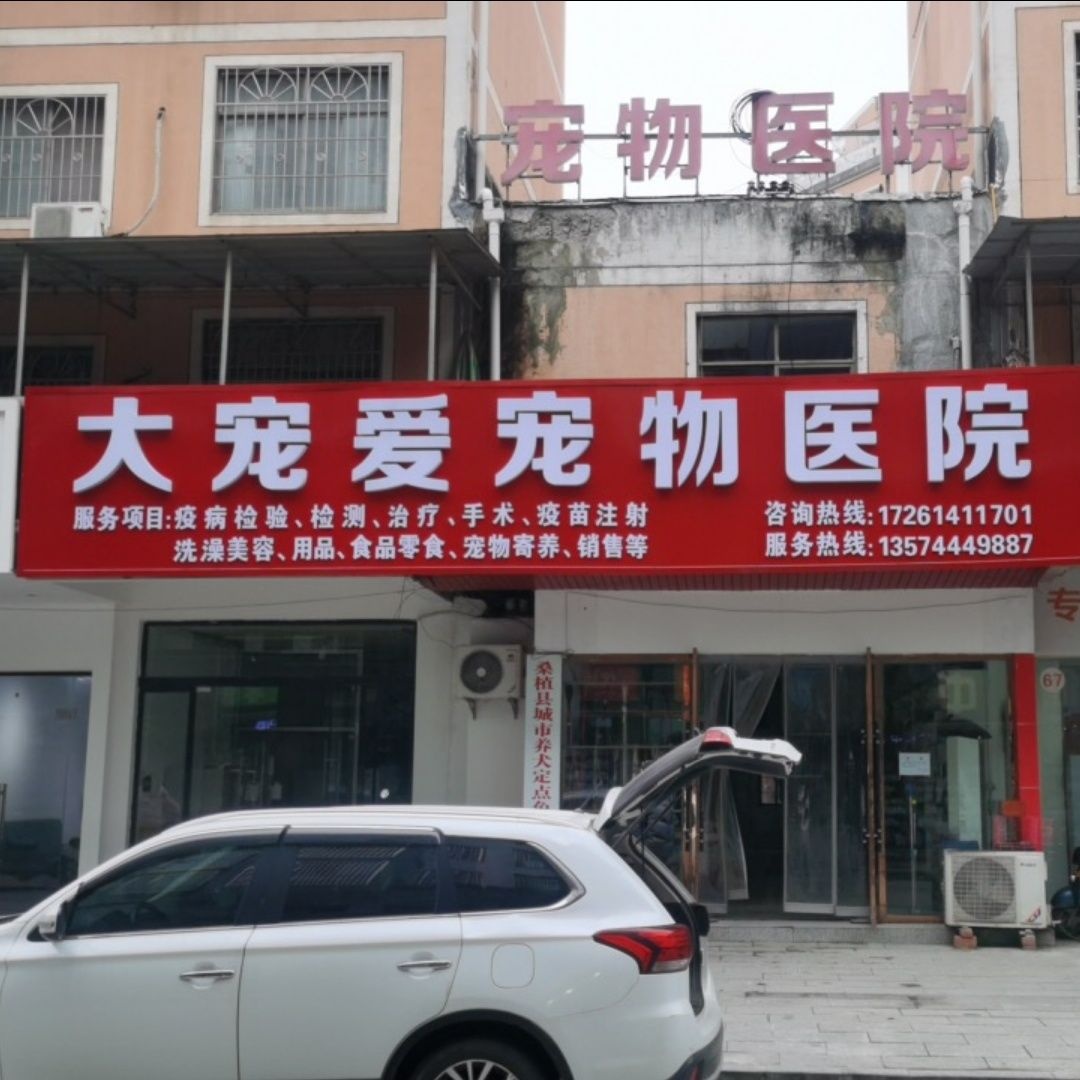 宠物医院
大宠爱宠物医院
服务项目:疫病检验、检测、治疗、手术、疫苗注射
洗澡美容、用品、食品零食、宠物寄养、销售等
咨询热线:17261411701
服务热线:13574449887
桑植县城市养犬定点免
专
67